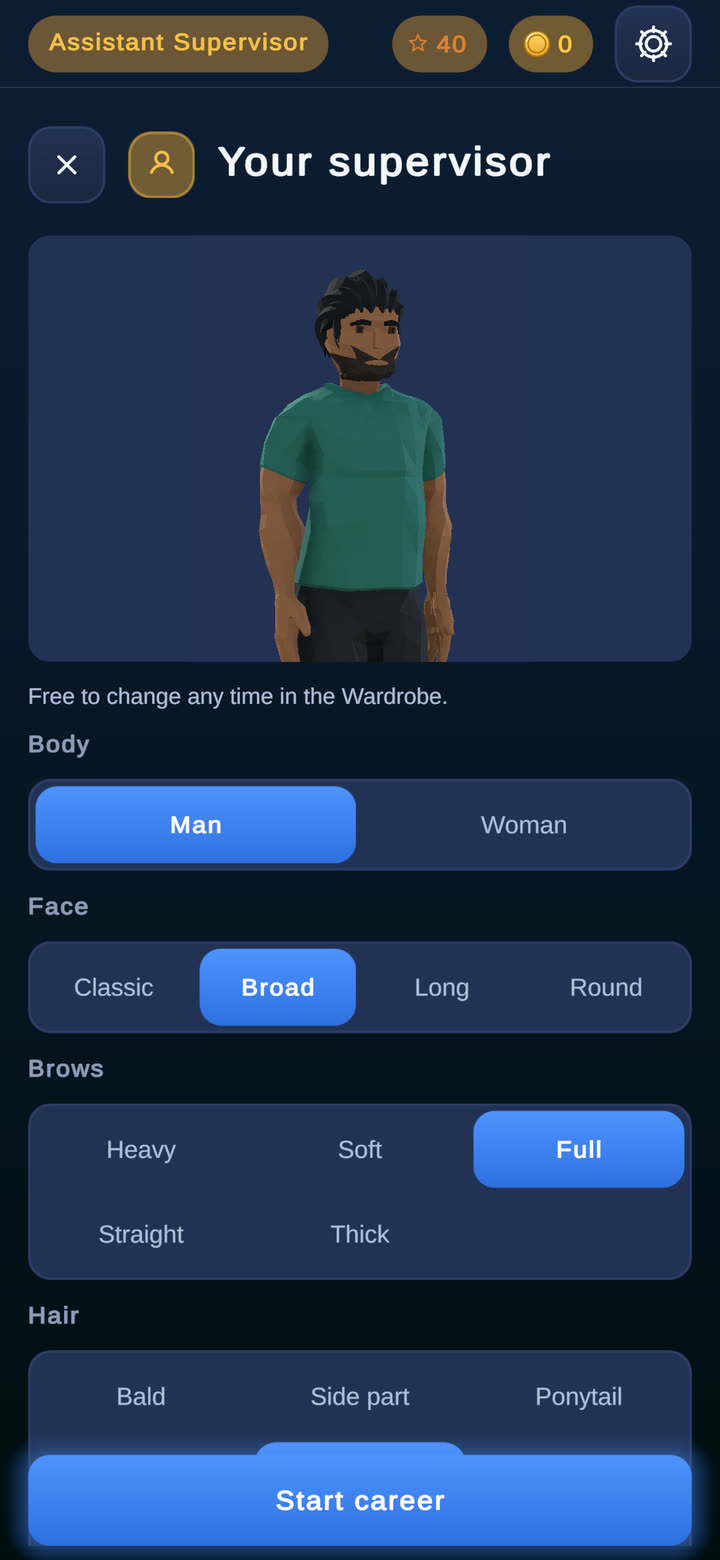 Assistant Supervisor
40
0
Your supervisor
Free to change any time in the Wardrobe.
Body
Man
Woman
Face
Classic
Broad
Long
Round
Brows
Heavy
Soft
Full
Straight
Thick
Hair
Bald
Side part
Ponytail
Start career